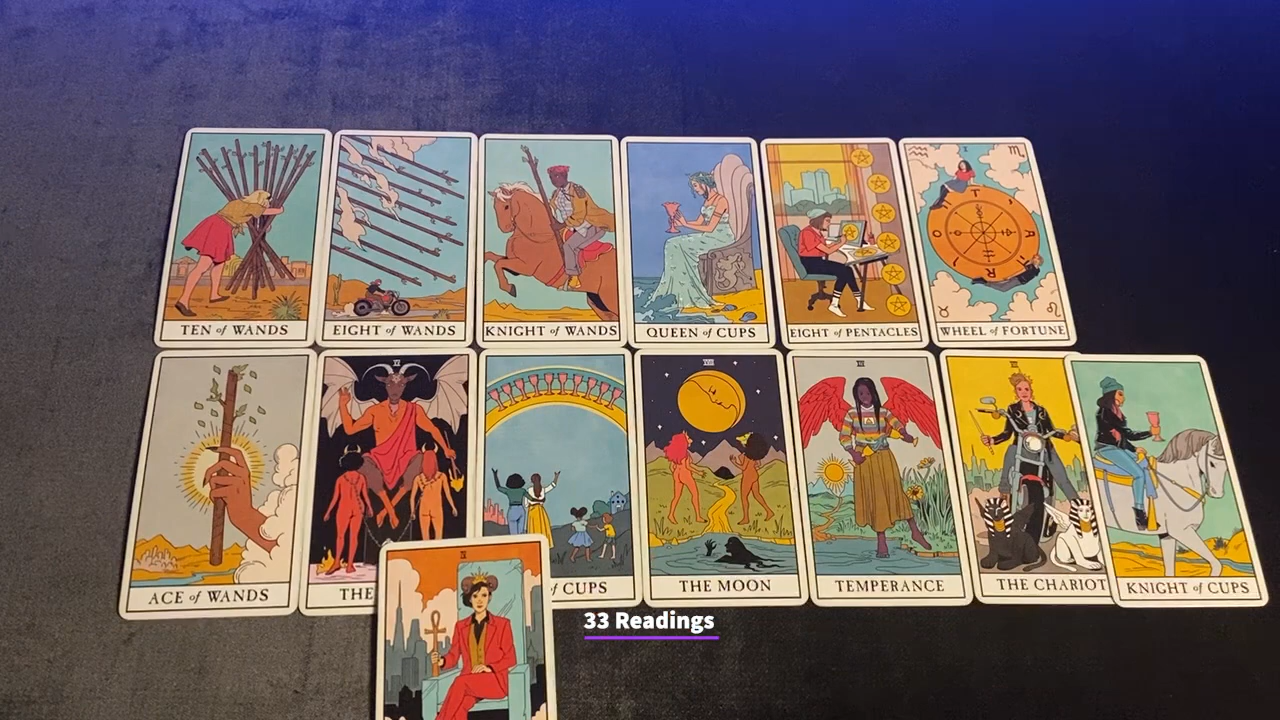 TEN of WANDS
EIGHT of WANDS
KNIGHT of WANDS
QUEEN of CUPS
EIGHT of PENTACLES
I
T
A
R
O
WHEEL of FORTUNE
ACE of WANDS
THE
of CUPS
THE MOON
TEMPERANCE
THE CHARIOT
KNIGHT of CUPS
33 Readings